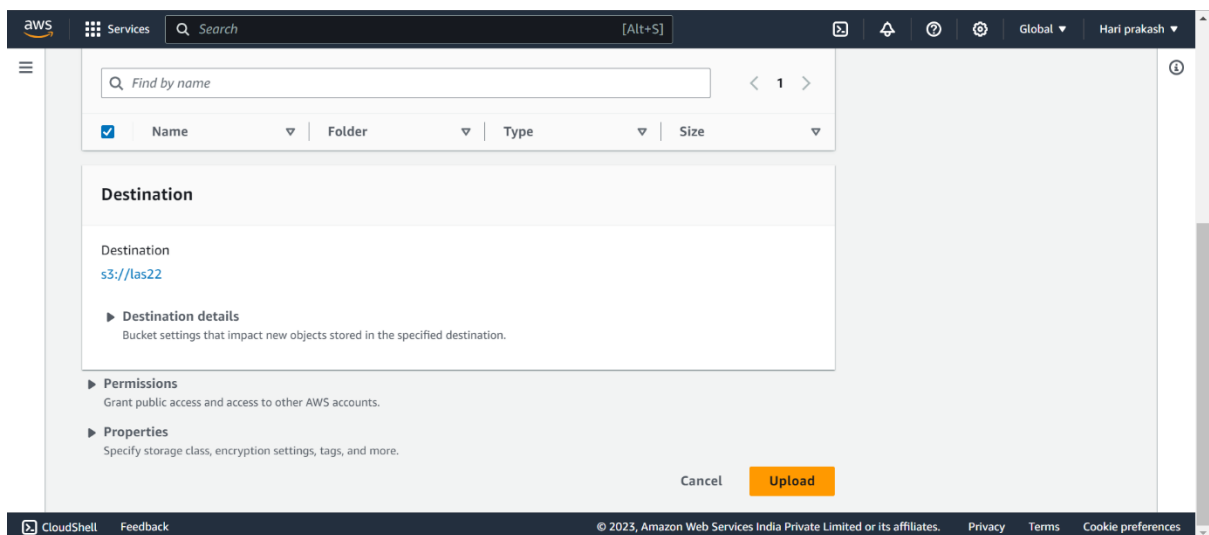 aws Services Search [Alt+S] Global Hari prakash
Find by name 1
Name Folder Type Size
Destination
Destination
s3://las22
Destination details
Bucket settings that impact new objects stored in the specified destination.
Permissions
Grant public access and access to other AWS accounts.
Properties
Specify storage class, encryption settings, tags, and more.
Cancel Upload
CloudShell Feedback © 2023, Amazon Web Services India Private Limited or its affiliates. Privacy Terms Cookie preferences